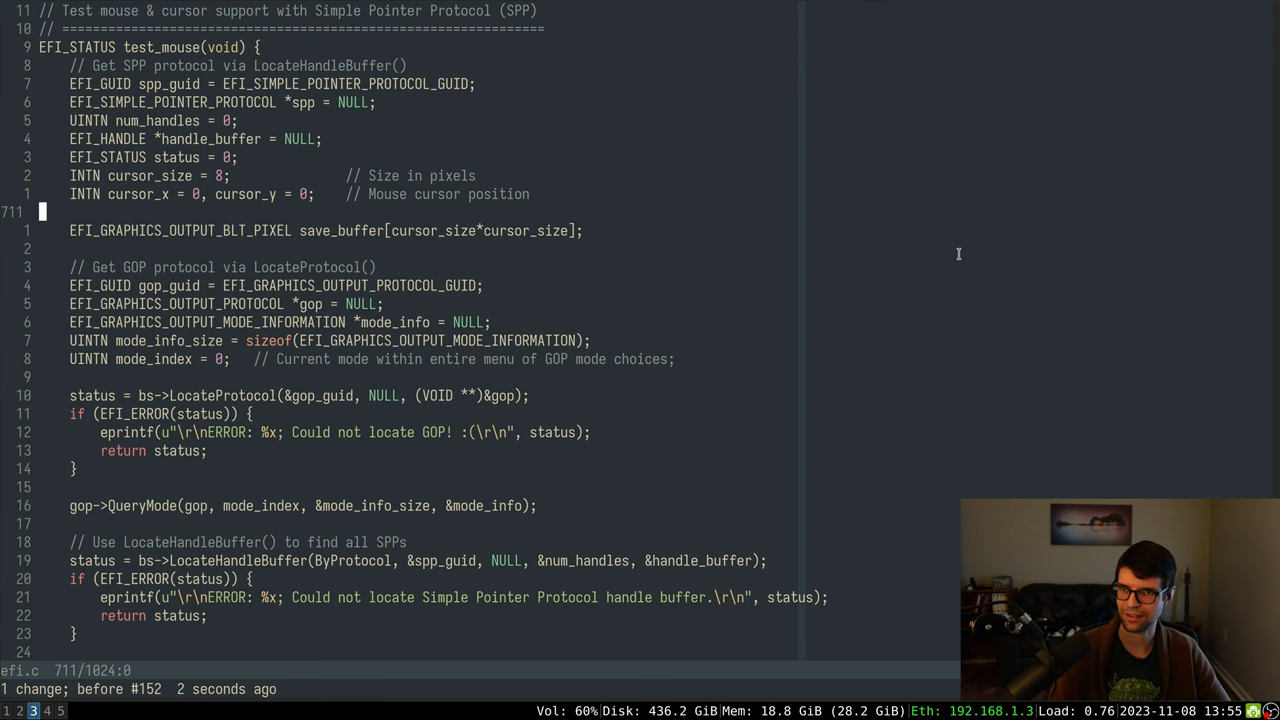 11 // Test mouse & cursor support with Simple Pointer Protocol (SPP)
10 // ===============================================================
9 EFI_STATUS test_mouse(void) {
8     // Get SPP protocol via LocateHandleBuffer()
7     EFI_GUID spp_guid = EFI_SIMPLE_POINTER_PROTOCOL_GUID;
6     EFI_SIMPLE_POINTER_PROTOCOL *spp = NULL;
5     UINTN num_handles = 0;
4     EFI_HANDLE *handle_buffer = NULL;
3     EFI_STATUS status = 0;
2     INTN cursor_size = 8;               // Size in pixels
1     INTN cursor_x = 0, cursor_y = 0;    // Mouse cursor position
711
1     EFI_GRAPHICS_OUTPUT_BLT_PIXEL save_buffer[cursor_size*cursor_size];
2
3     // Get GOP protocol via LocateProtocol()
4     EFI_GUID gop_guid = EFI_GRAPHICS_OUTPUT_PROTOCOL_GUID;
5     EFI_GRAPHICS_OUTPUT_PROTOCOL *gop = NULL;
6     EFI_GRAPHICS_OUTPUT_MODE_INFORMATION *mode_info = NULL;
7     UINTN mode_info_size = sizeof(EFI_GRAPHICS_OUTPUT_MODE_INFORMATION);
8     UINTN mode_index = 0;   // Current mode within entire menu of GOP mode choices;
9
10     status = bs->LocateProtocol(&gop_guid, NULL, (VOID **)&gop);
11     if (EFI_ERROR(status)) {
12         eprintf(u"\r\nERROR: %x; Could not locate GOP! :(\r\n", status);
13         return status;
14     }
15
16     gop->QueryMode(gop, mode_index, &mode_info_size, &mode_info);
17
18     // Use LocateHandleBuffer() to find all SPPs
19     status = bs->LocateHandleBuffer(ByProtocol, &spp_guid, NULL, &num_handles, &handle_buffer);
20     if (EFI_ERROR(status)) {
21         eprintf(u"\r\nERROR: %x; Could not locate Simple Pointer Protocol handle buffer.\r\n", status);
22         return status;
23     }
24
efi.c  711/1024:0
1 change; before #152  2 seconds ago
1 2 3 4 5 Vol: 60% Disk: 436.2 GiB Mem: 18.8 GiB (28.2 GiB) Eth: 192.168.1.3 Load: 0.76 2023-11-08 13:55